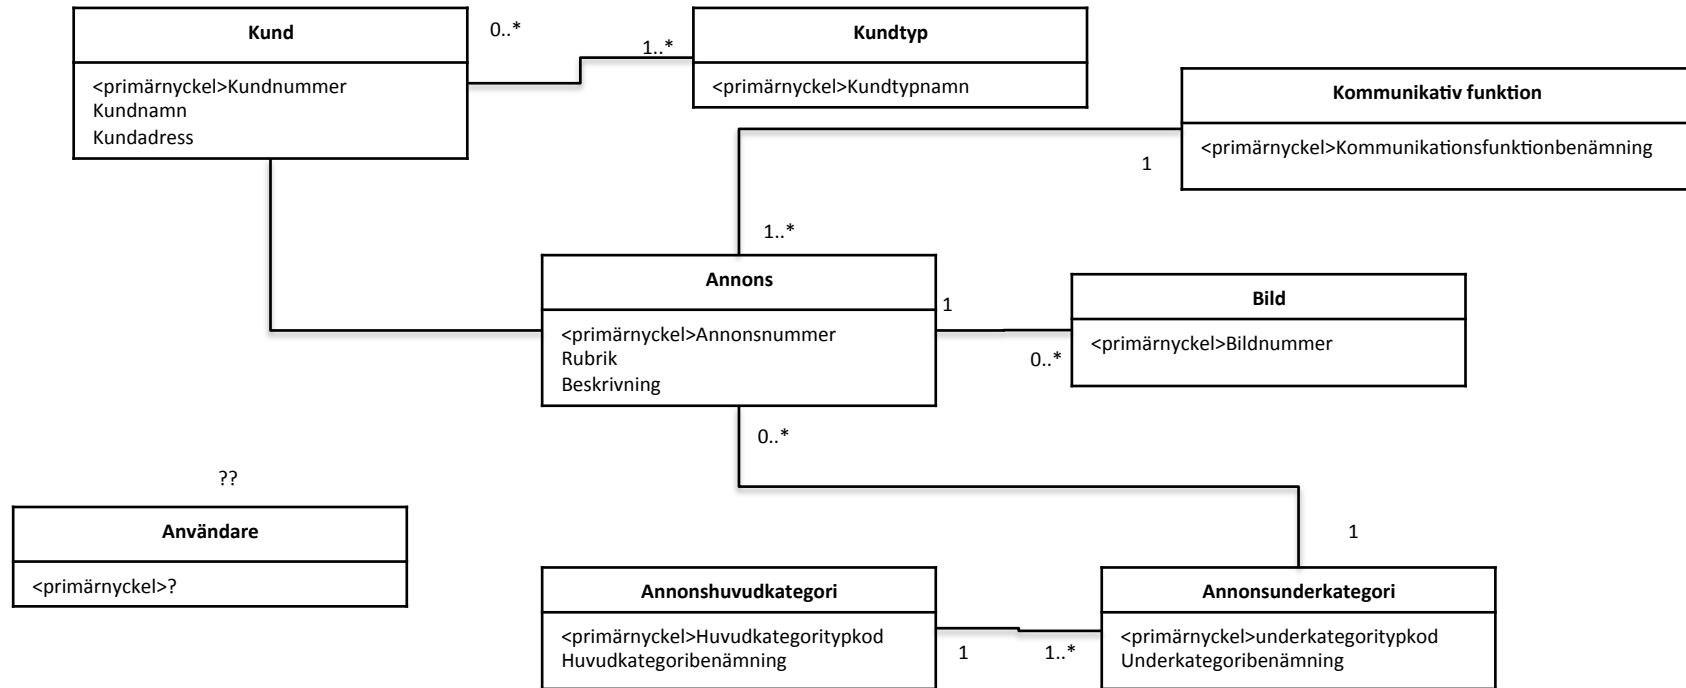 Kund
<primärnyckel>Kundnummer
Kundnamn
Kundadress
0..*
1..*
Kundtyp
<primärnyckel>Kundtypnamn
Kommunikativ funktion
<primärnyckel>Kommunikationsfunktionbenämning
1
1..*
Annons
<primärnyckel>Annonsnummer
Rubrik
Beskrivning
1
0..*
Bild
<primärnyckel>Bildnummer
0..*
1
??
Användare
<primärnyckel>?
Annonshuvudkategori
<primärnyckel>Huvudkategoritypkod
Huvudkategoribenämning
1
1..*
Annonsunderkategori
<primärnyckel>underkategoritypkod
Underkategoribenämning